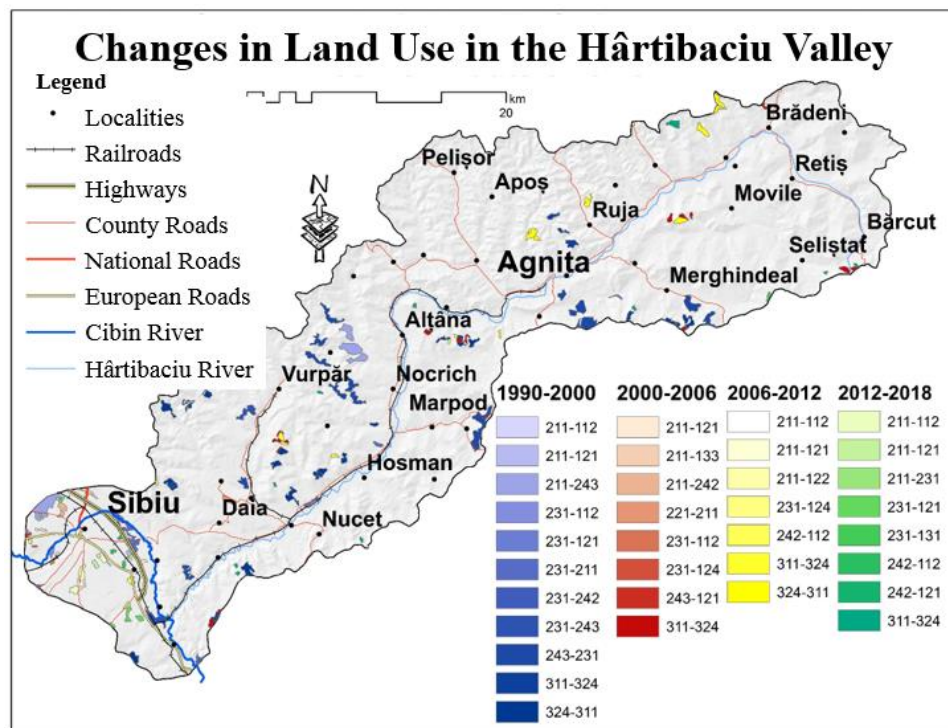 Changes in Land Use in the Hârtibaciu Valley
Legend
Localities
Railroads
Highways
County Roads
National Roads
European Roads
Cibin River
Hârtibaciu River
km
20
N
Brădeni
Pelișor
Apoș
Retiș
Movile
Ruja
Bărcut
Seliștat
Agnita
Merghindeal
Altâna
Vurpăr
Nocrich
Marpod
Hosman
Sibiu
Daia
Nucet
1990-2000
211-112
211-121
211-243
231-112
231-121
231-211
231-242
231-243
243-231
311-324
324-311
2000-2006
211-121
211-133
211-242
221-211
231-112
231-124
243-121
311-324
2006-2012
211-112
211-121
211-122
231-124
242-112
311-324
324-311
2012-2018
211-112
211-121
211-231
231-121
231-131
242-112
242-121
311-324